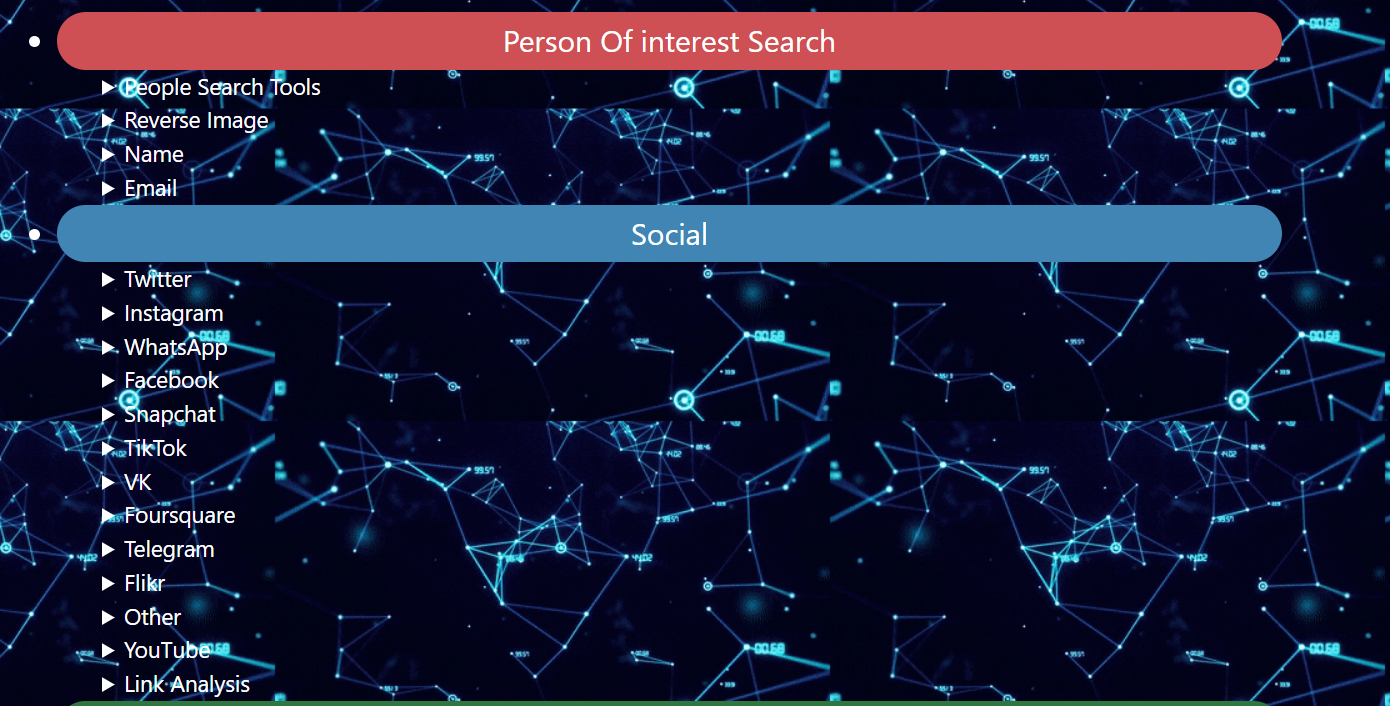 Person Of interest Search
People Search Tools
Reverse Image
Name
Email
Social
Twitter
Instagram
WhatsApp
Facebook
Snapchat
TikTok
VK
Foursquare
Telegram
Flikr
Other
YouTube
Link Analysis